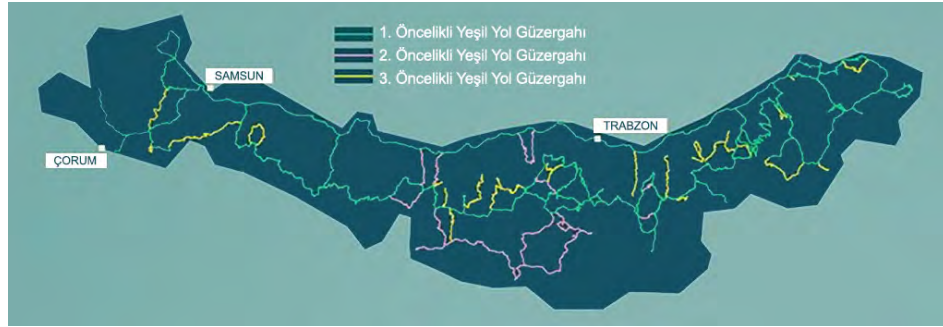 1. Öncelikli Yeşil Yol Güzergahı
2. Öncelikli Yeşil Yol Güzergahı
3. Öncelikli Yeşil Yol Güzergahı
SAMSUN
TRABZON
ÇORUM